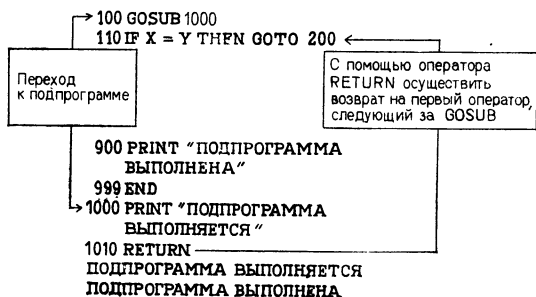 100 GOSUB 1000
110 IF X = Y THEN GOTO 200
Переход
к подпрограмме
С помощью оператора
RETURN осуществить
возврат на первый оператор,
следующий за GOSUB
900 PRINT "ПОДПРОГРАММА
ВЫПОЛНЕНА"
999 END
1000 PRINT "ПОДПРОГРАММА
ВЫПОЛНЯЕТСЯ"
1010 RETURN
ПОДПРОГРАММА ВЫПОЛНЯЕТСЯ
ПОДПРОГРАММА ВЫПОЛНЕНА